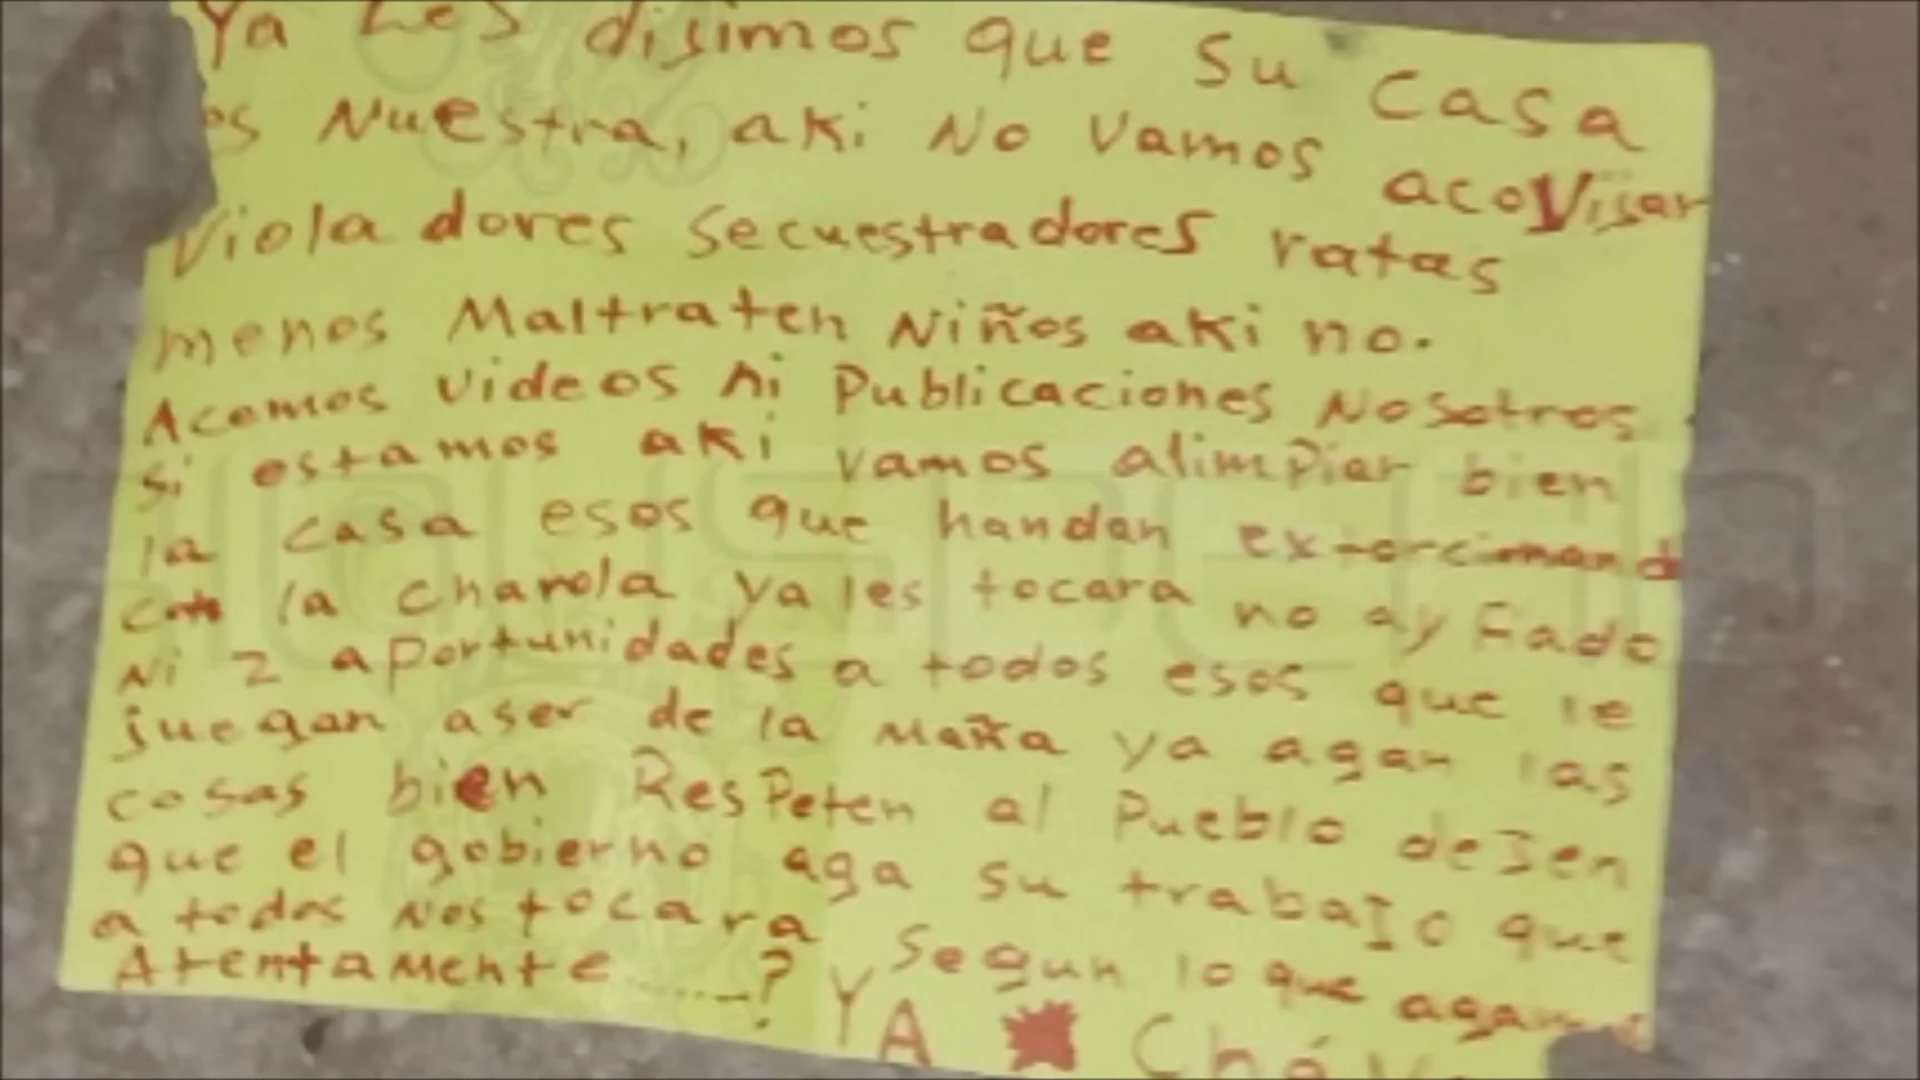 Ya Les disimos que su casa
es Nuestra, aki No Vamos acoVisar
Violadores secuestradores ratas
menos Maltraten Niños aki no.
Acemos videos ni Publicaciones Nosotros
si estamos aki vamos alimpiar bien
la casa esos que handan extorcinand
con la charola ya les tocara no ay Fiado
Ni 2 aportunidades a todos esos que le
juegan aser de la maña ya agan las
cosas bien ResPeten al Pueblo deJen
que el gobierno aga su trabaJo que
a todos Nos tocara segun lo que agamos
AtentaMente......?
YA Cháv